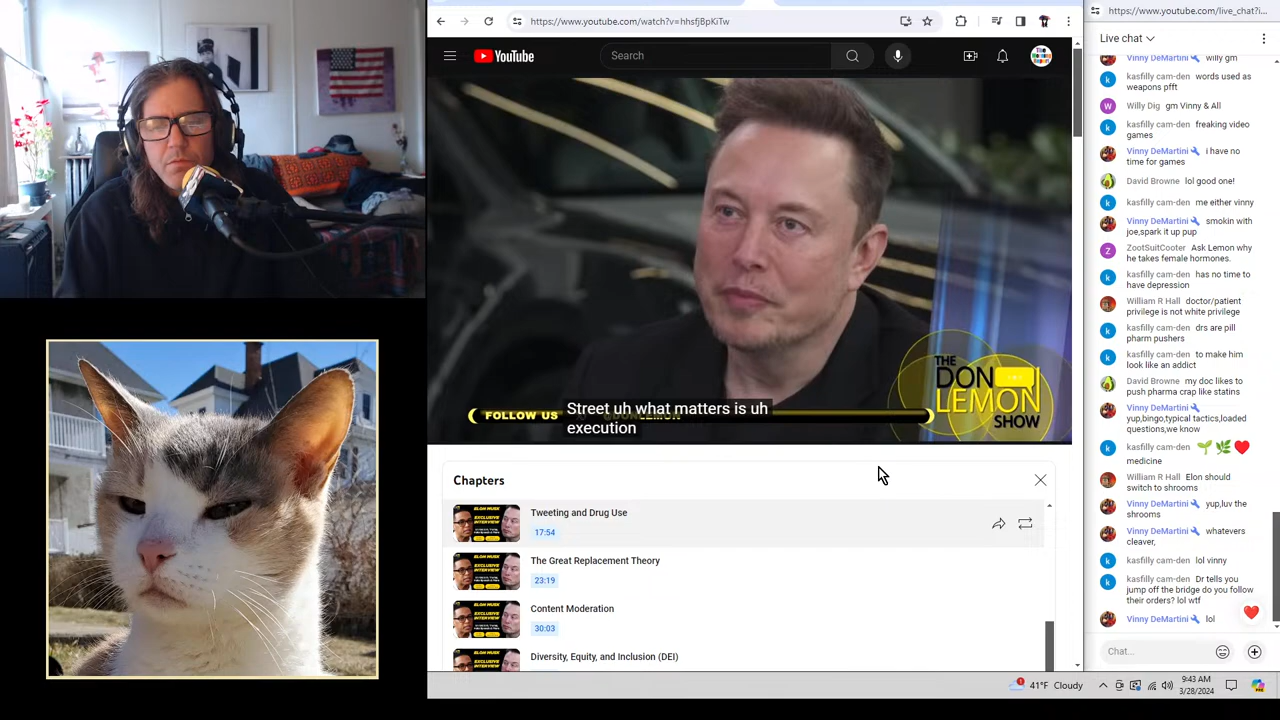 https://www.youtube.com/watch?v=hhsfjBpKiTw
YouTube
Search
THE
DON
LEMON
SHOW
FOLLOW US
Street uh what matters is uh
execution
Chapters
Tweeting and Drug Use
17:54
The Great Replacement Theory
23:19
Content Moderation
30:03
Diversity, Equity, and Inclusion (DEI)
https://www.youtube.com/live_chat?i...
Live chat
Vinny DeMartini willy gm
kasfilly cam-den words used as
weapons pfft
Willy Dig gm Vinny & All
kasfilly cam-den freaking video
games
Vinny DeMartini i have no
time for games
David Browne lol good one!
kasfilly cam-den me either vinny
Vinny DeMartini smokin with
joe,spark it up pup
ZootSuitCooter Ask Lemon why
he takes female hormones.
kasfilly cam-den has no time to
have depression
William R Hall doctor/patient
privilege is not white privilege
kasfilly cam-den drs are pill
pharm pushers
kasfilly cam-den to make him
look like an addict
David Browne my doc likes to
push pharma crap like statins
Vinny DeMartini
yup,bingo,typical tactics,loaded
questions,we know
kasfilly cam-den
medicine
William R Hall Elon should
switch to shrooms
Vinny DeMartini yup,luv the
shrooms
Vinny DeMartini whatevers
cleaver,
kasfilly cam-den lol vinny
kasfilly cam-den Dr tells you
jump off the bridge do you follow
their orders? lol wtf
Vinny DeMartini lol
Chat...
41°F Cloudy
9:43 AM
3/28/2024